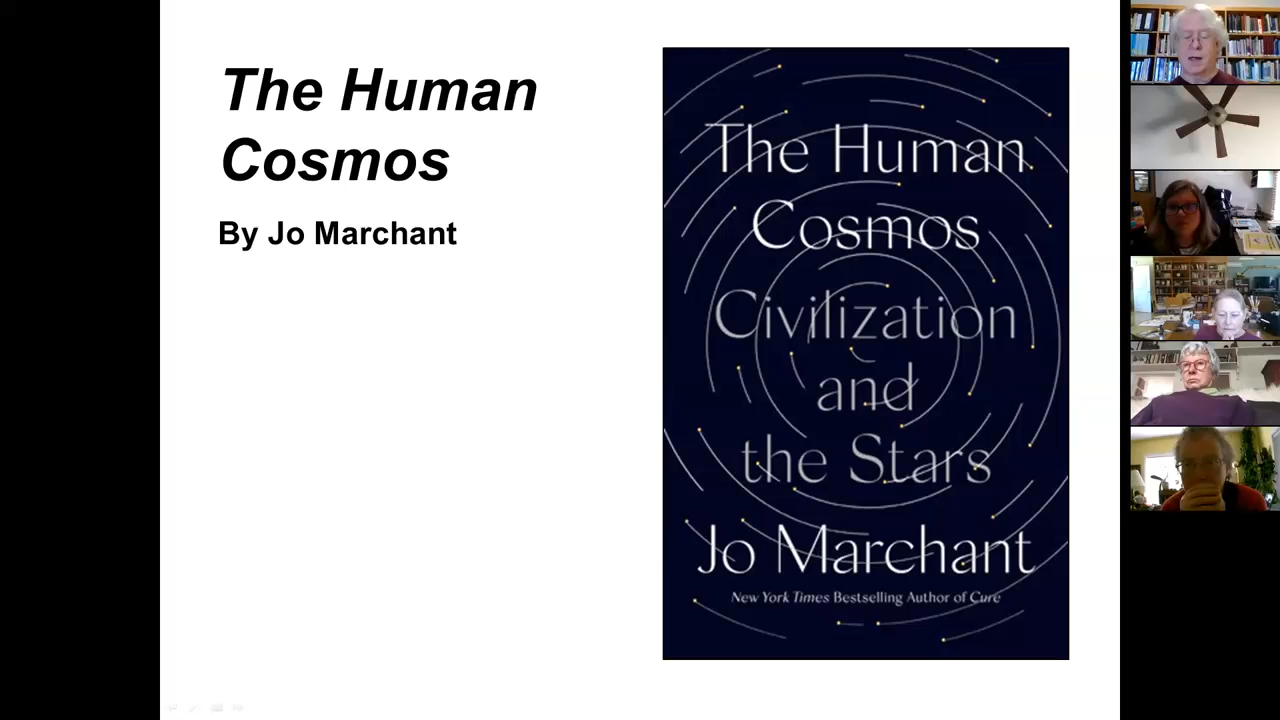 The Human
Cosmos
By Jo Marchant
The Human
Cosmos
Civilization
and
the Stars
Jo Marchant
New York Times Bestselling Author of Cure